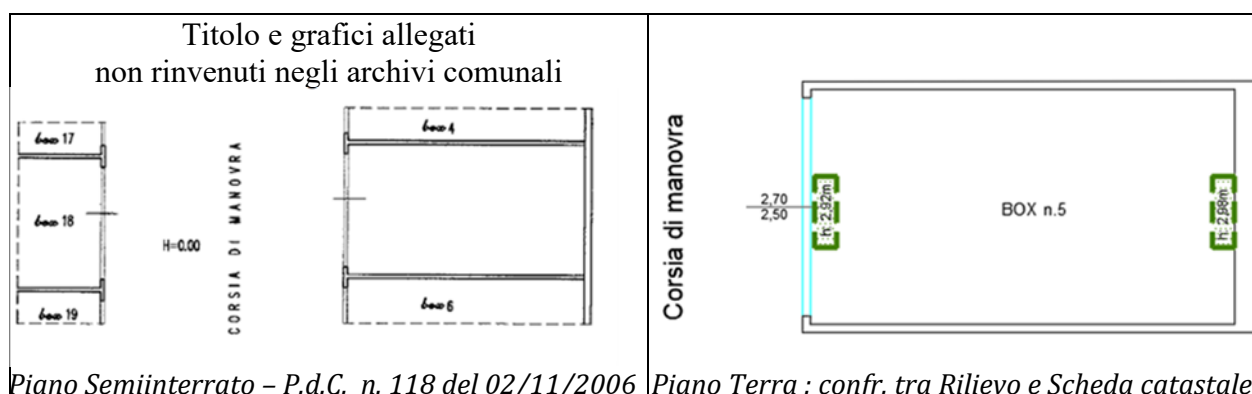 Titolo e grafici allegati
non rinvenuti negli archivi comunali
box 17
box 18
box 19
H=0.00
CORSIA DI MANOVRA
box 4
box 6
Piano Semiinterrato – P.d.C. n. 118 del 02/11/2006
Corsia di manovra
2,70
2,50
h: 2,92m
BOX n.5
h: 2,98m
Piano Terra : confr. tra Rilievo e Scheda catastale